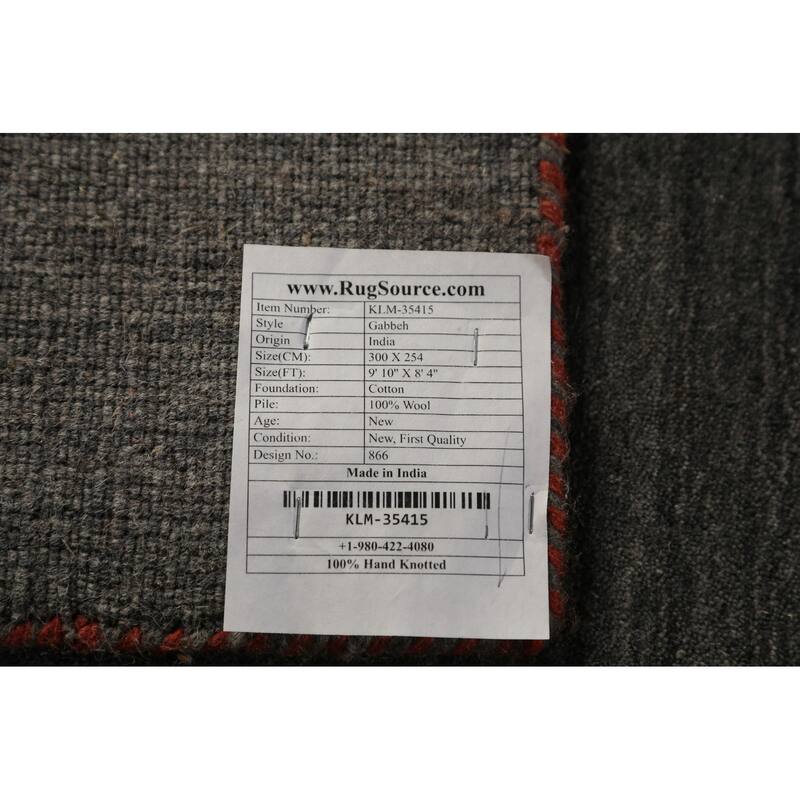 www.RugSource.com
Item Number: KLM-35415
Style Gabbeh
Origin India
Size(CM): 300 X 254
Size(FT): 9' 10" X 8' 4"
Foundation: Cotton
Pile: 100% Wool
Age: New
Condition: New, First Quality
Design No.: 866
Made in India
KLM-35415
+1-980-422-4080
100% Hand Knotted